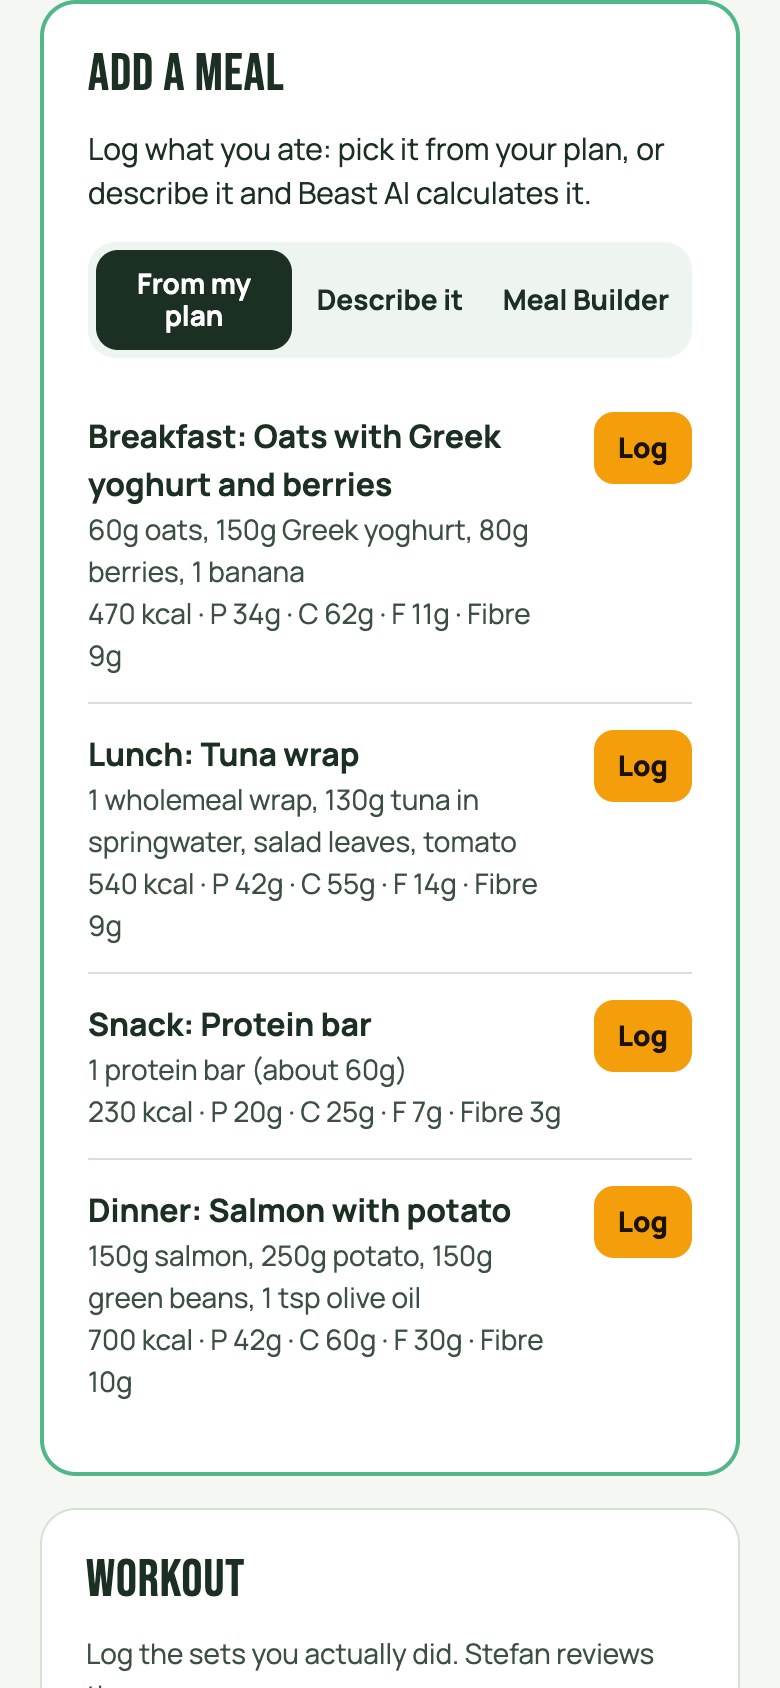 ADD A MEAL
Log what you ate: pick it from your plan, or
describe it and Beast AI calculates it.
From my
plan
Describe it
Meal Builder
Breakfast: Oats with Greek
yoghurt and berries
Log
60g oats, 150g Greek yoghurt, 80g
berries, 1 banana
470 kcal · P 34g · C 62g · F 11g · Fibre
9g
Lunch: Tuna wrap
Log
1 wholemeal wrap, 130g tuna in
springwater, salad leaves, tomato
540 kcal · P 42g · C 55g · F 14g · Fibre
9g
Snack: Protein bar
Log
1 protein bar (about 60g)
230 kcal · P 20g · C 25g · F 7g · Fibre 3g
Dinner: Salmon with potato
Log
150g salmon, 250g potato, 150g
green beans, 1 tsp olive oil
700 kcal · P 42g · C 60g · F 30g · Fibre
10g
WORKOUT
Log the sets you actually did. Stefan reviews